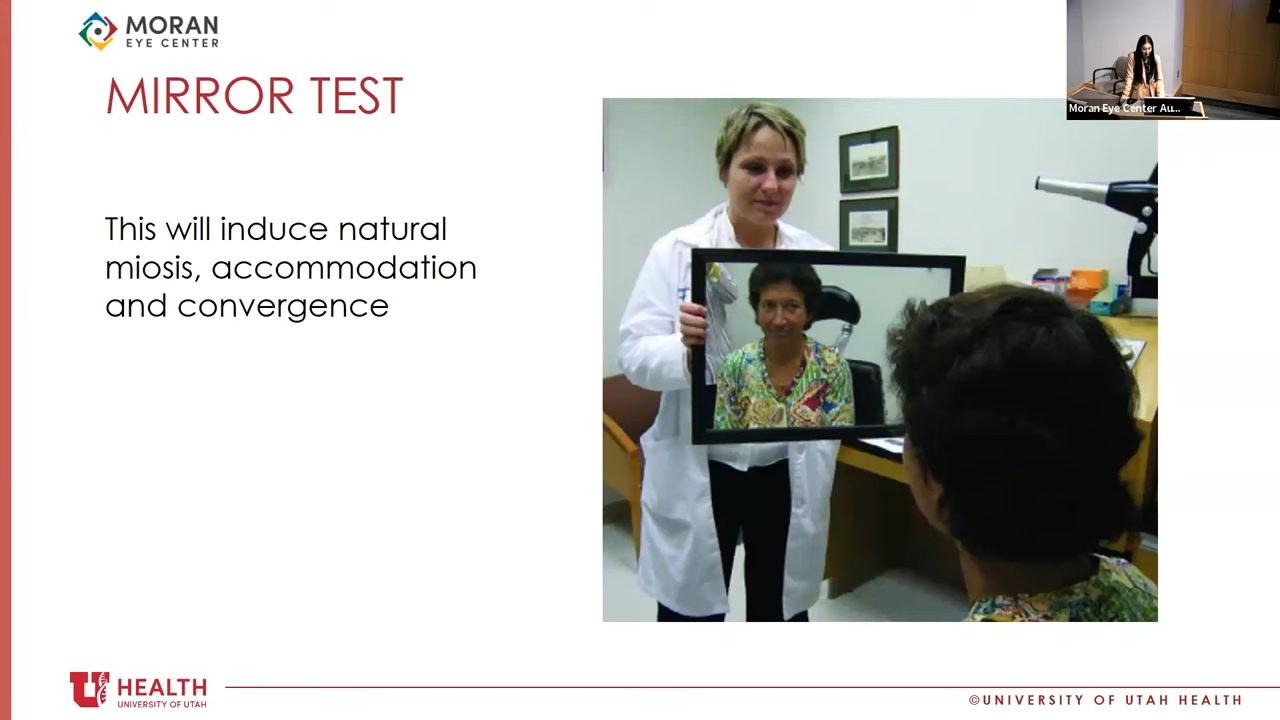 MORAN
EYE CENTER
MIRROR TEST
Moran Eye Center Au...
This will induce natural
miosis, accommodation
and convergence
U
HEALTH
UNIVERSITY OF UTAH
©UNIVERSITY OF UTAH HEALTH